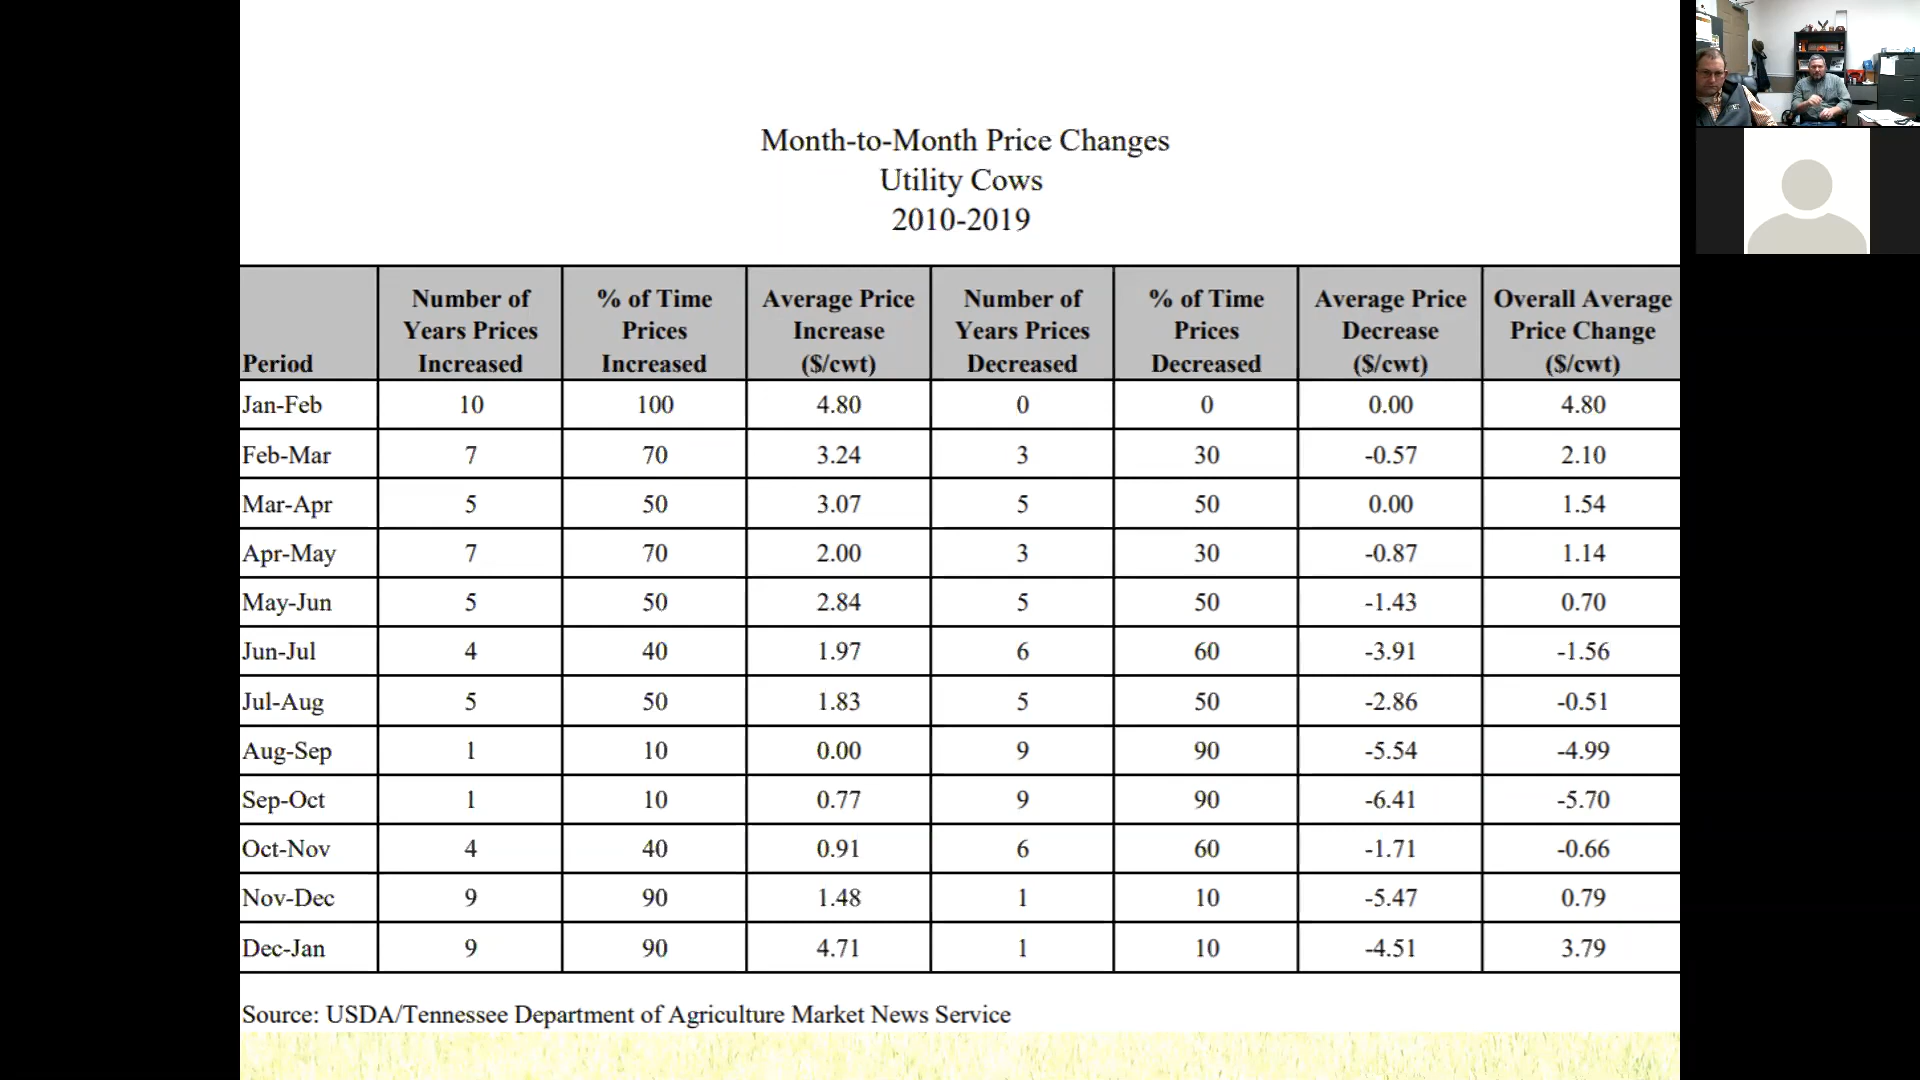 Month-to-Month Price Changes
Utility Cows
2010-2019
Period Number of Years Prices Increased % of Time Prices Increased Average Price Increase ($/cwt) Number of Years Prices Decreased % of Time Prices Decreased Average Price Decrease ($/cwt) Overall Average Price Change ($/cwt)
Jan-Feb 10 100 4.80 0 0 0.00 4.80
Feb-Mar 7 70 3.24 3 30 -0.57 2.10
Mar-Apr 5 50 3.07 5 50 0.00 1.54
Apr-May 7 70 2.00 3 30 -0.87 1.14
May-Jun 5 50 2.84 5 50 -1.43 0.70
Jun-Jul 4 40 1.97 6 60 -3.91 -1.56
Jul-Aug 5 50 1.83 5 50 -2.86 -0.51
Aug-Sep 1 10 0.00 9 90 -5.54 -4.99
Sep-Oct 1 10 0.77 9 90 -6.41 -5.70
Oct-Nov 4 40 0.91 6 60 -1.71 -0.66
Nov-Dec 9 90 1.48 1 10 -5.47 0.79
Dec-Jan 9 90 4.71 1 10 -4.51 3.79
Source: USDA/Tennessee Department of Agriculture Market News Service